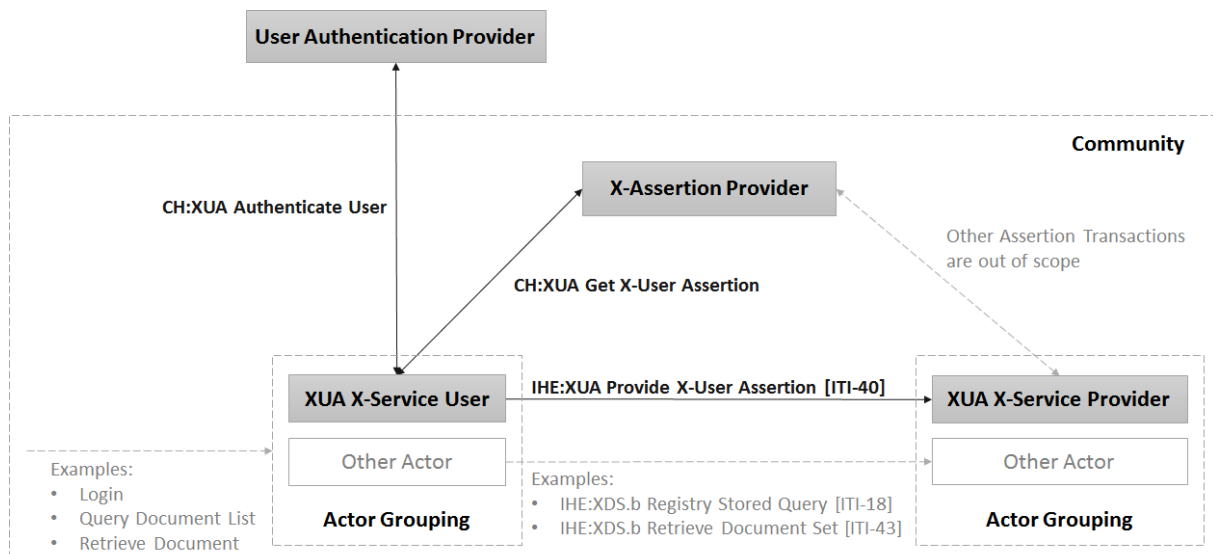 User Authentication Provider
Community
X-Assertion Provider
CH:XUA Authenticate User
Other Assertion Transactions
are out of scope
CH:XUA Get X-User Assertion
XUA X-Service User
IHE:XUA Provide X-User Assertion [ITI-40]
XUA X-Service Provider
Other Actor
Other Actor
Examples:
• Login
• Query Document List
• Retrieve Document
Actor Grouping
Examples:
• IHE:XDS.b Registry Stored Query [ITI-18]
• IHE:XDS.b Retrieve Document Set [ITI-43]
Actor Grouping